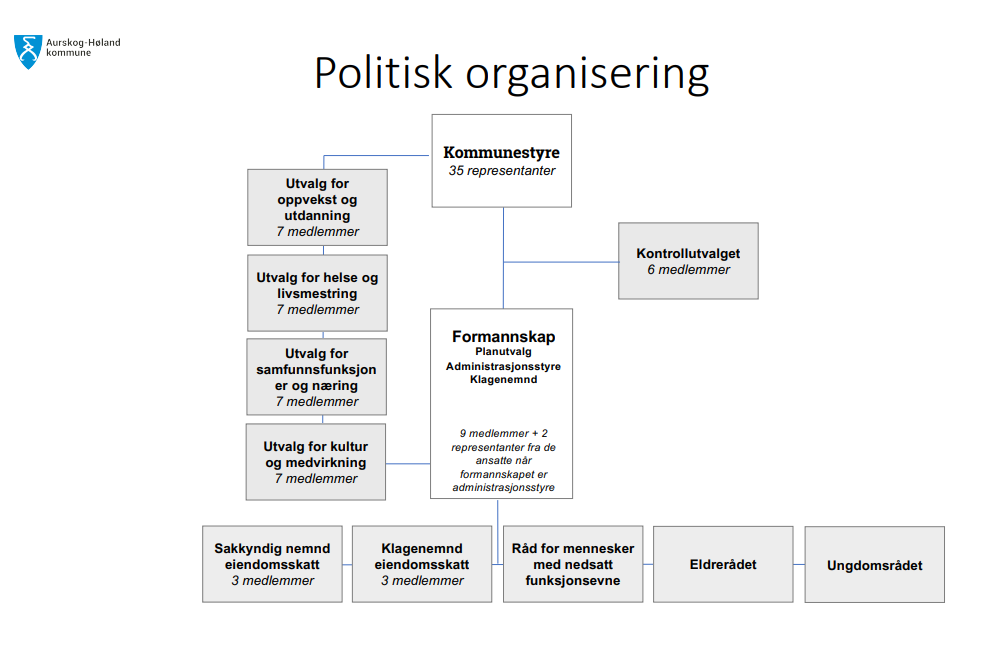 Aurskog-Høland
kommune
Politisk organisering
Kommunestyre
35 representanter
Utvalg for
oppvekst og
utdanning
7 medlemmer
Kontrollutvalget
6 medlemmer
Utvalg for helse og
livsmestring
7 medlemmer
Formannskap
Planutvalg
Administrasjonsstyre
Klagenemnd
9 medlemmer + 2
representanter fra de
ansatte når
formannskapet er
administrasjonsstyre
Utvalg for
samfunnsfunksjon
er og næring
7 medlemmer
Utvalg for kultur
og medvirkning
7 medlemmer
Sakkyndig nemnd
eiendomsskatt
3 medlemmer
Klagenemnd
eiendomsskatt
3 medlemmer
Råd for mennesker
med nedsatt
funksjonsevne
Eldrerådet
Ungdomsrådet